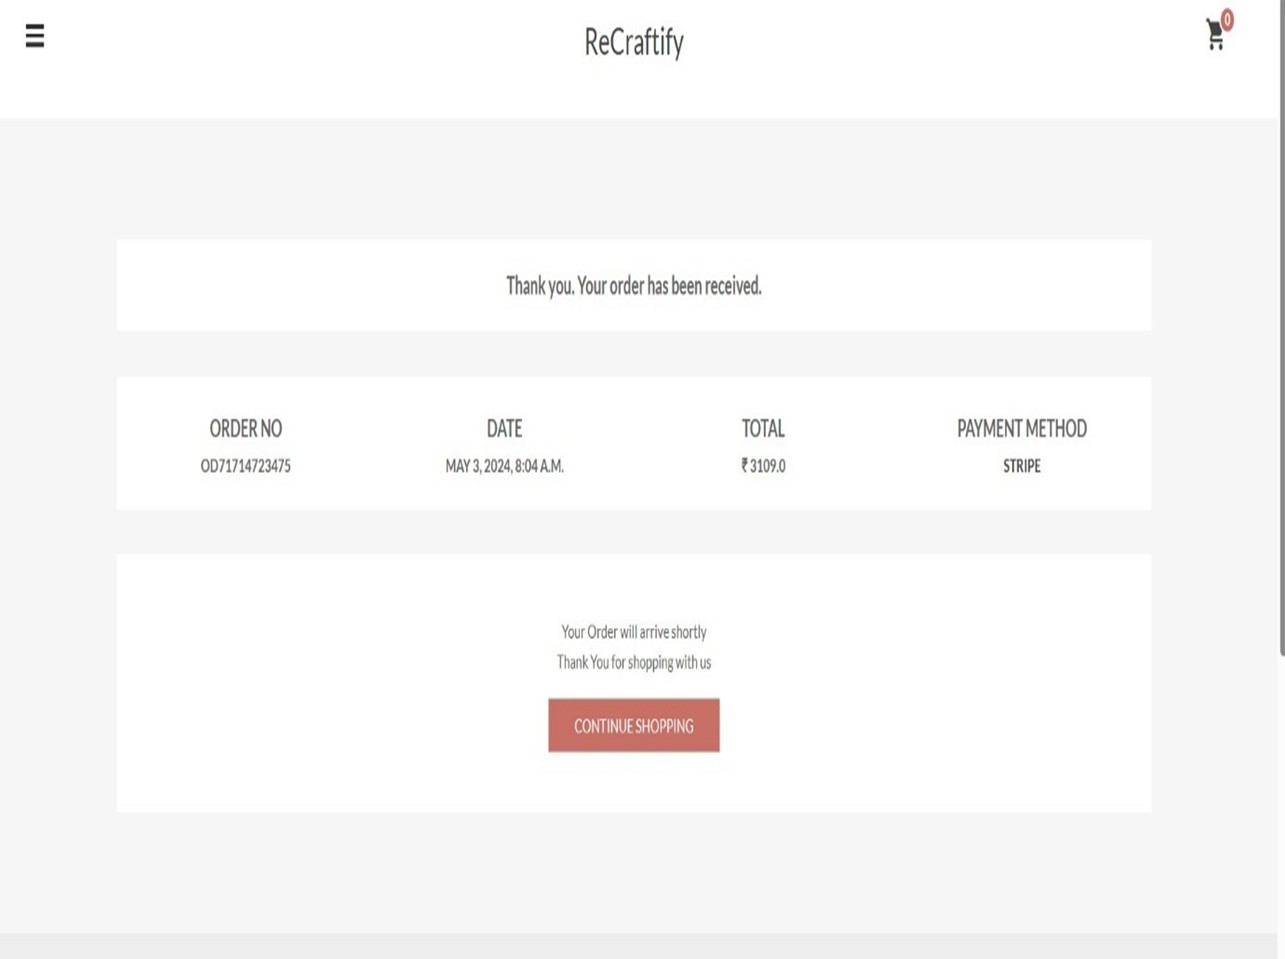 ReCraftify
0
Thank you. Your order has been received.
ORDER NO
DATE
TOTAL
PAYMENT METHOD
OD71714723475
MAY 3, 2024, 8:04 A.M.
₹ 3109.0
STRIPE
Your Order will arrive shortly
Thank You for shopping with us
CONTINUE SHOPPING